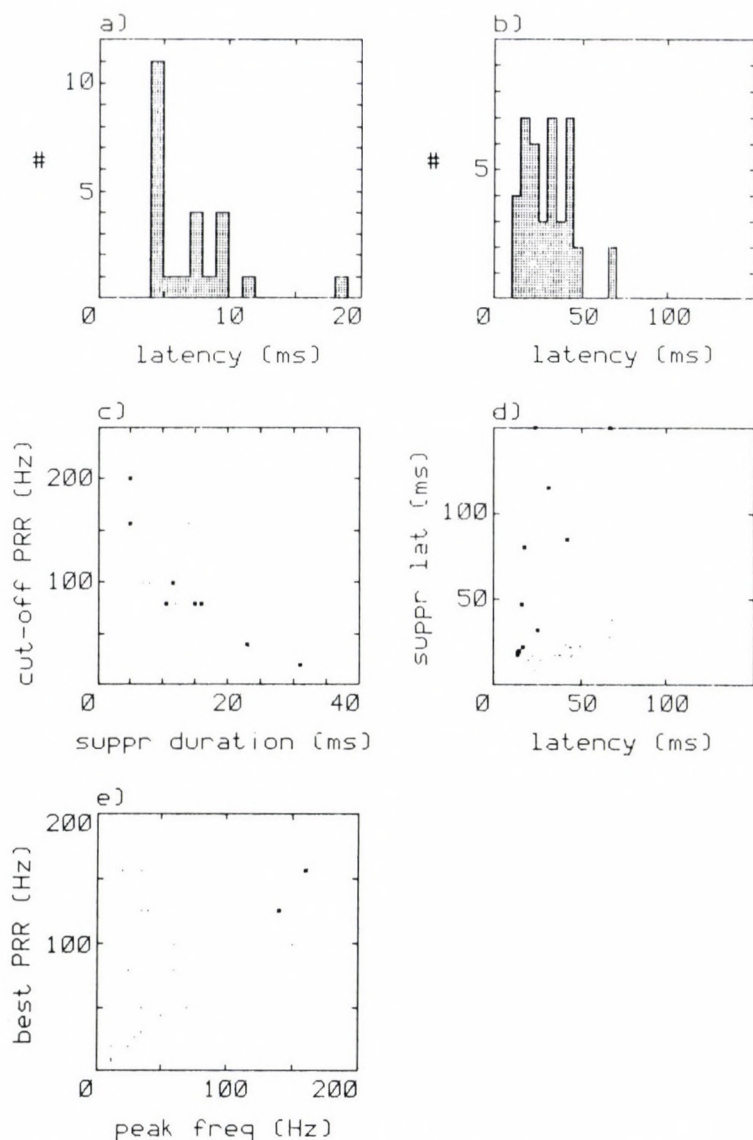 a)
10
5
#
0 10 20
latency (ms)
b)
5
#
0 50 100
latency (ms)
c)
200
100
0 20 40
cut-off PRR (Hz)
suppr duration (ms)
d)
100
50
0 50 100
suppr lat (ms)
latency (ms)
e)
200
100
0 100 200
best PRR (Hz)
peak freq (Hz)